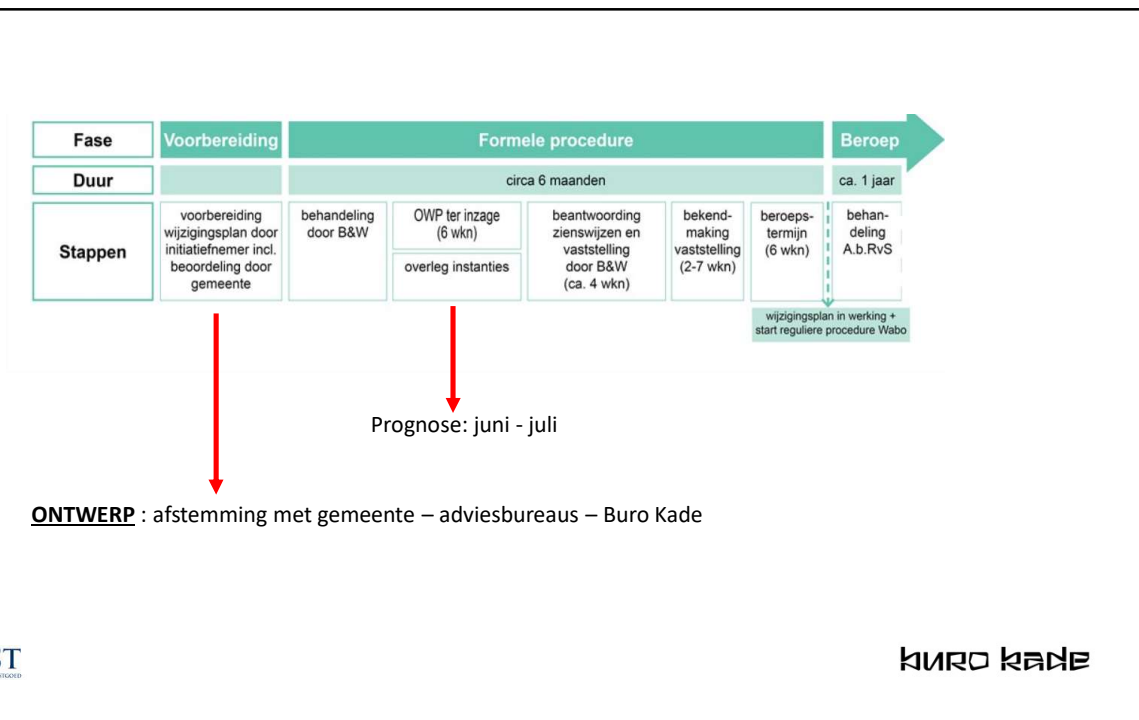 Fase
Voorbereiding
Formele procedure
Beroep
Duur
circa 6 maanden
ca. 1 jaar
Stappen
voorbereiding
wijzigingsplan door
initiatiefnemer incl.
beoordeling door
gemeente
behandeling
door B&W
OWP ter inzage
(6 wkn)
overleg instanties
beantwoording
zienswijzen en
vaststelling
door B&W
(ca. 4 wkn)
bekend-
making
vaststelling
(2-7 wkn)
beroeps-
termijn
(6 wkn)
behan-
deling
A.b.RvS
wijzigingsplan in werking +
start reguliere procedure Wabo
Prognose: juni - juli
ONTWERP : afstemming met gemeente – adviesbureaus – Buro Kade
buro kade